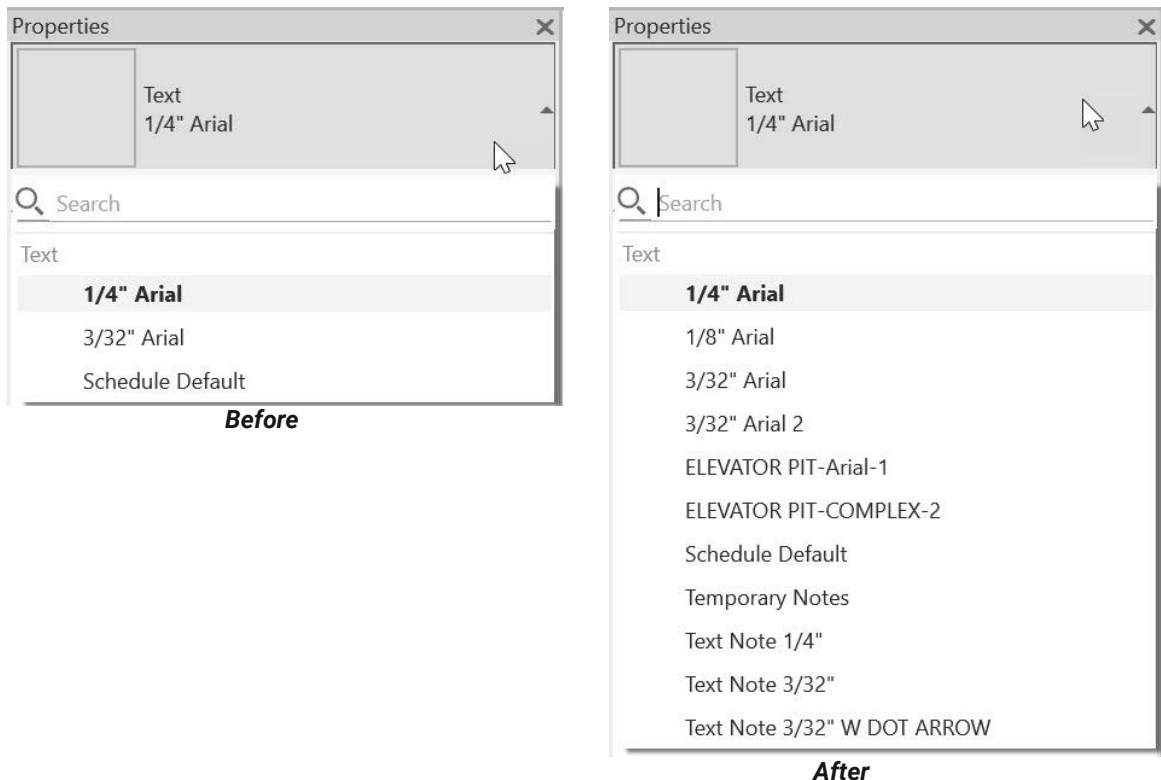 Properties
Text
1/4" Arial
Search
Text
1/4" Arial
3/32" Arial
Schedule Default
Before
Properties
Text
1/4" Arial
Search
Text
1/4" Arial
1/8" Arial
3/32" Arial
3/32" Arial 2
ELEVATOR PIT-Arial-1
ELEVATOR PIT-COMPLEX-2
Schedule Default
Temporary Notes
Text Note 1/4"
Text Note 3/32"
Text Note 3/32" W DOT ARROW
After